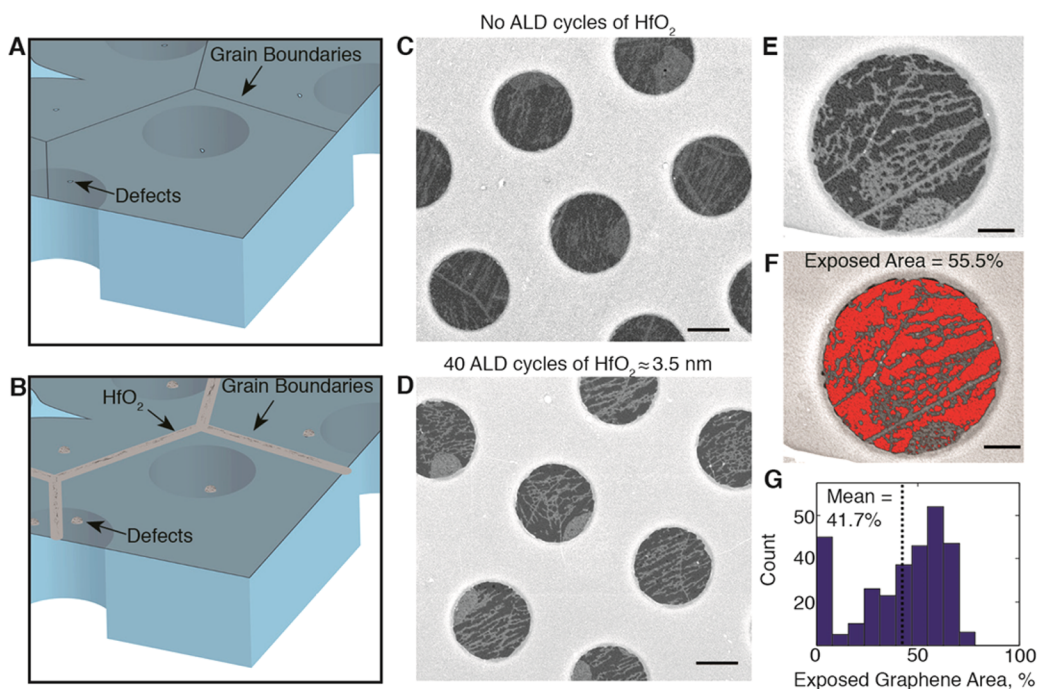 A
Grain Boundaries
Defects
B
HfO2
Grain Boundaries
Defects
No ALD cycles of HfO2
C
40 ALD cycles of HfO2≈3.5 nm
D
E
F
Exposed Area = 55.5%
G
Mean =
41.7%
Count
50
40
20
0
50
100
Exposed Graphene Area, %